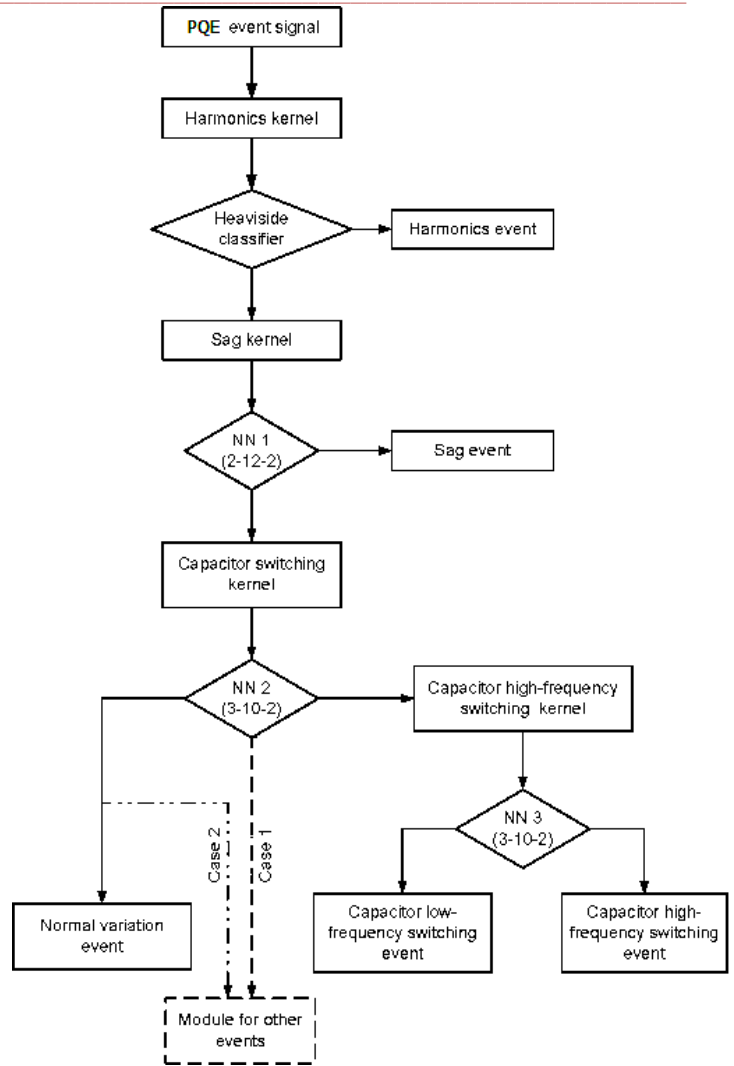 PQE event signal
Harmonics kernel
Heaviside
classifier
Harmonics event
Sag kernel
NN 1
(2-12-2)
Sag event
Capacitor switching
kernel
NN 2
(3-10-2)
Capacitor high-frequency
switching kernel
NN 3
(3-10-2)
Case 2
Case 1
Normal variation
event
Capacitor low-
frequency switching
event
Capacitor high-
frequency switching
event
Module for other
events